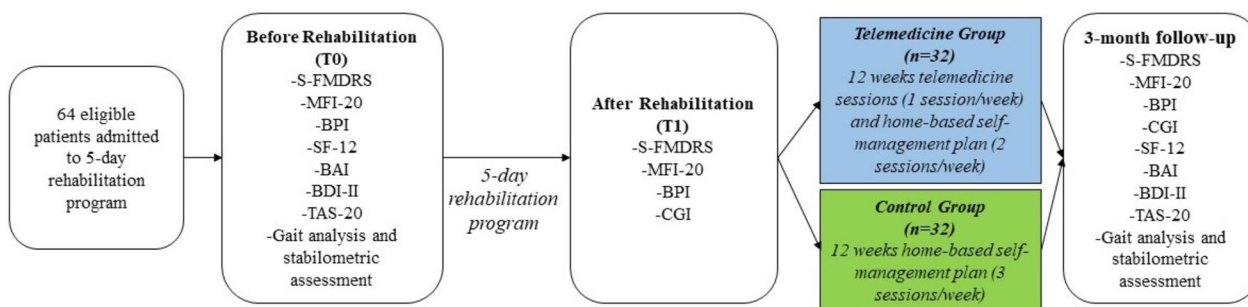 64 eligible
patients admitted
to 5-day
rehabilitation
program
Before Rehabilitation
(T0)
-S-FMDRS
-MFI-20
-BPI
-SF-12
-BAI
-BDI-II
-TAS-20
-Gait analysis and
stabilometric
assessment
5-day
rehabilitation
program
After Rehabilitation
(T1)
-S-FMDRS
-MFI-20
-BPI
-CGI
Telemedicine Group
(n=32)
12 weeks telemedicine
sessions (1 session/week)
and home-based self-
management plan (2
sessions/week)
Control Group
(n=32)
12 weeks home-based self-
management plan (3
sessions/week)
3-month follow-up
-S-FMDRS
-MFI-20
-BPI
-CGI
-SF-12
-BAI
-BDI-II
-TAS-20
-Gait analysis and
stabilometric
assessment